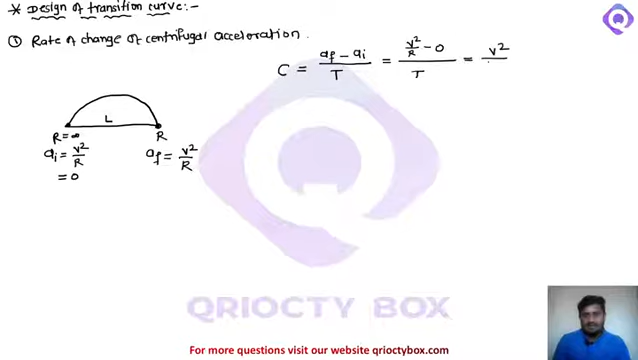 * Design of transition curve:-
① Rate of change of centrifugal acceleration.
C = (af - ai) / T = (v²/R - 0) / T = v²
L
R = ∞ R
ai = v²/R af = v²/R
= 0
QRIOCTY BOX
For more questions visit our website qrioctybox.com